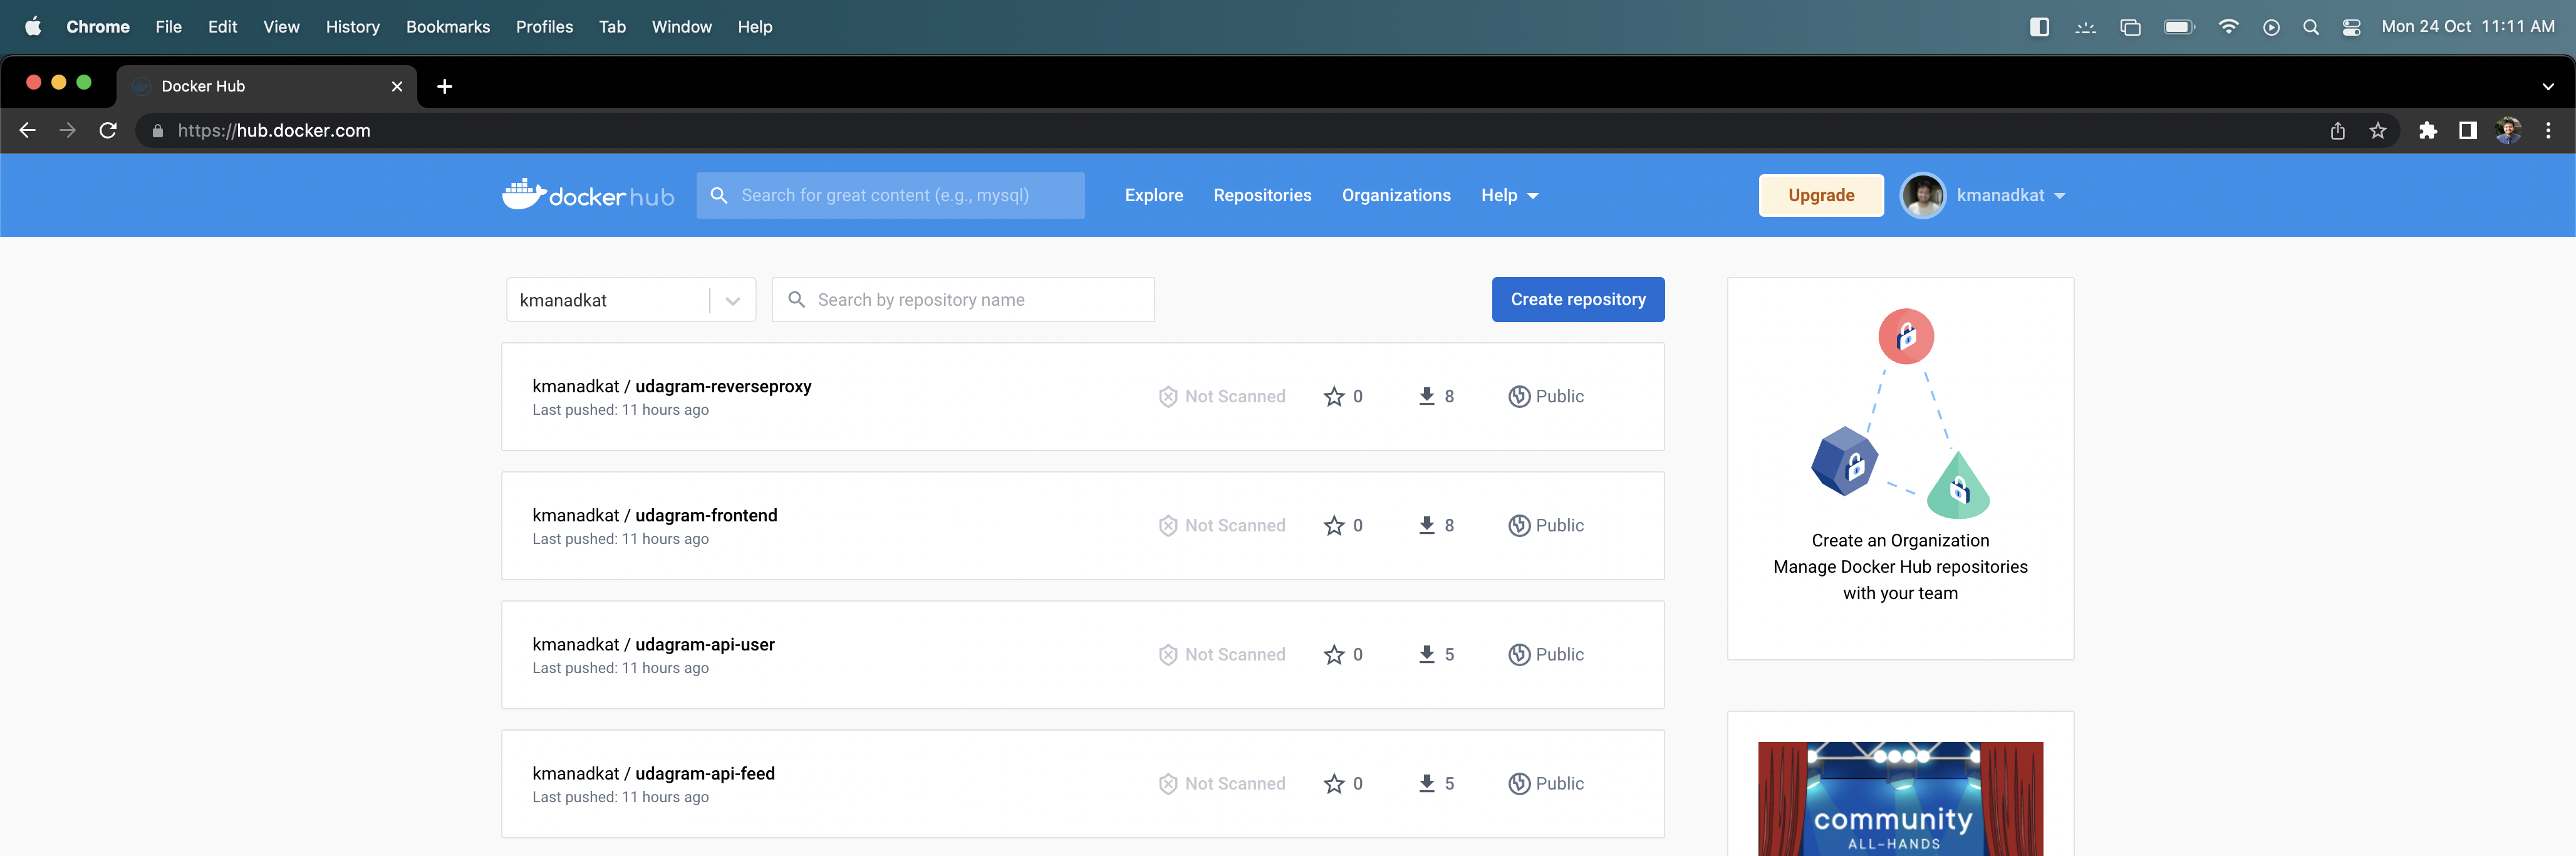 Chrome File Edit View History Bookmarks Profiles Tab Window Help Mon 24 Oct 11:11 AM
Docker Hub
https://hub.docker.com
docker hub Search for great content (e.g., mysql) Explore Repositories Organizations Help Upgrade kmanadkat
kmanadkat Search by repository name Create repository
kmanadkat / udagram-reverseproxy
Last pushed: 11 hours ago
Not Scanned 0 8 Public
kmanadkat / udagram-frontend
Last pushed: 11 hours ago
Not Scanned 0 8 Public
kmanadkat / udagram-api-user
Last pushed: 11 hours ago
Not Scanned 0 5 Public
kmanadkat / udagram-api-feed
Last pushed: 11 hours ago
Not Scanned 0 5 Public
Create an Organization
Manage Docker Hub repositories
with your team
community
ALL-HANDS